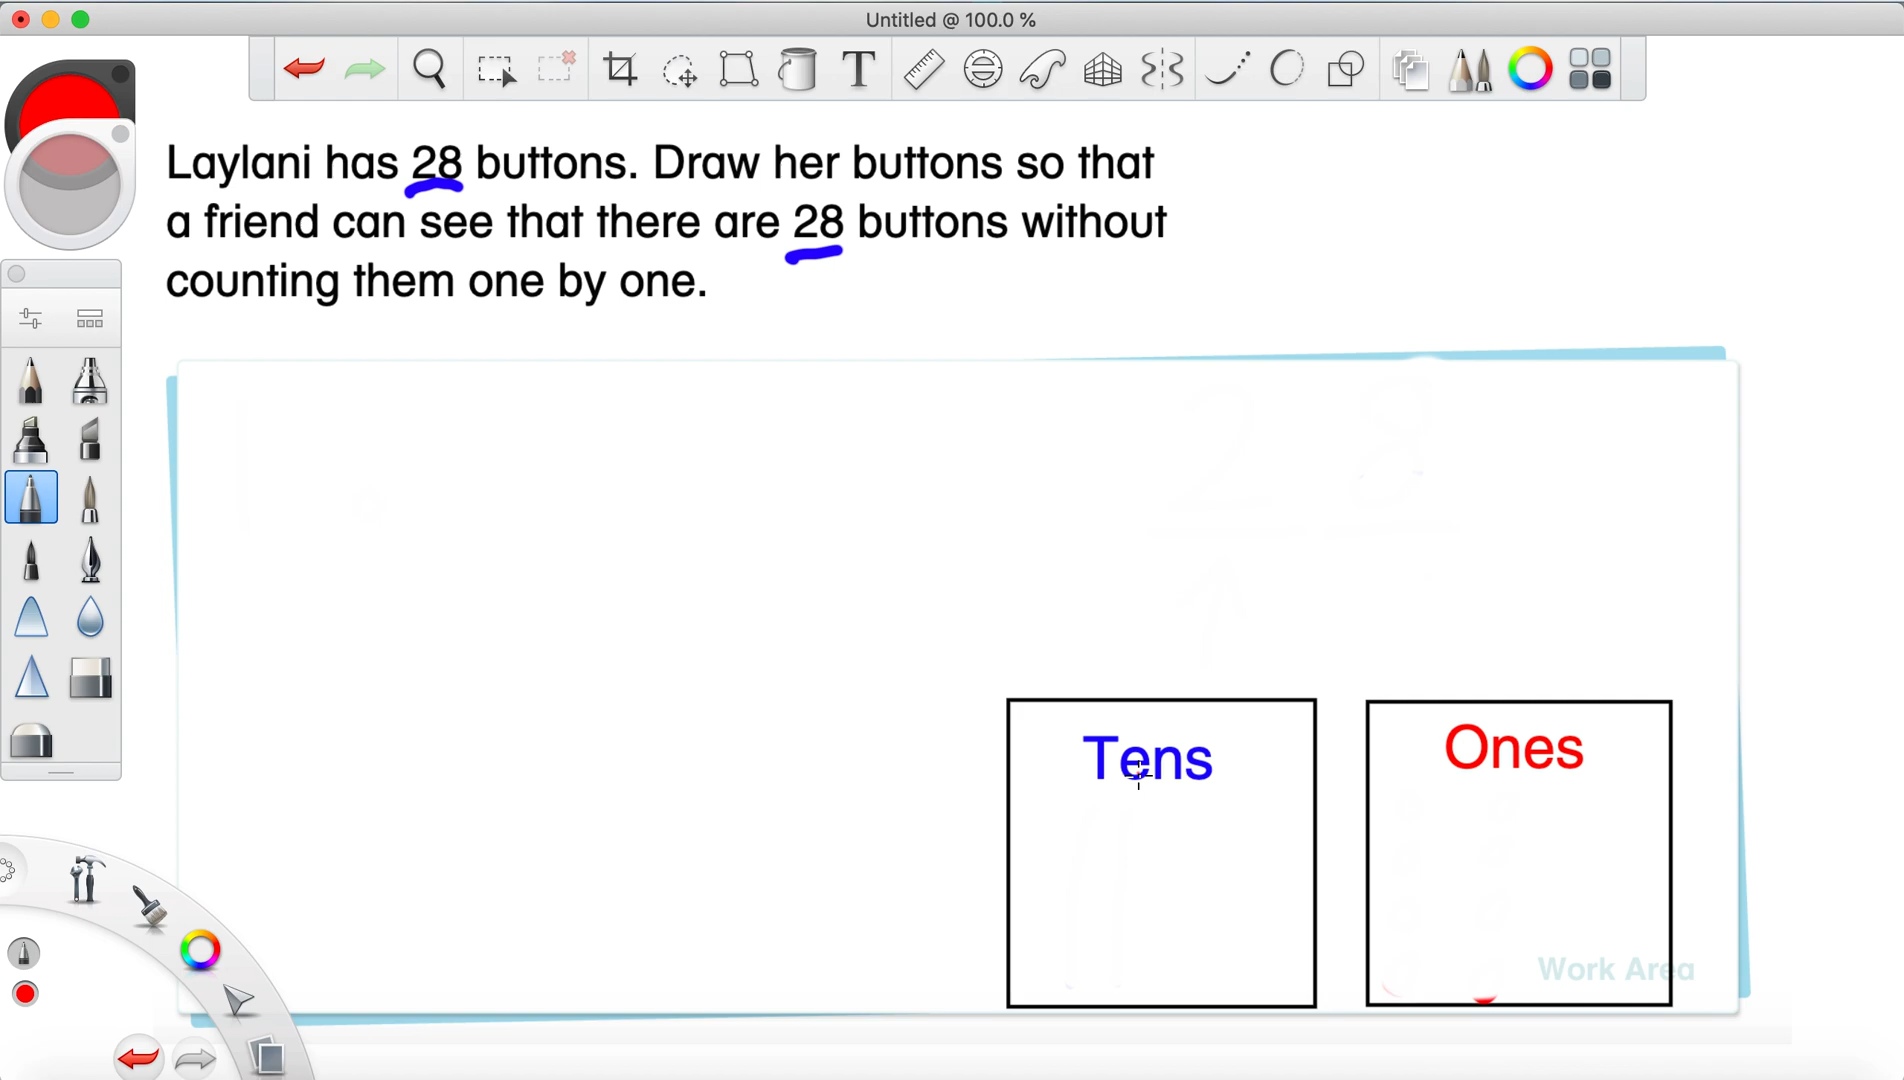 Untitled @ 100.0 %
T
Laylani has 28 buttons. Draw her buttons so that
a friend can see that there are 28 buttons without
counting them one by one.
Tens
Ones
Work Area